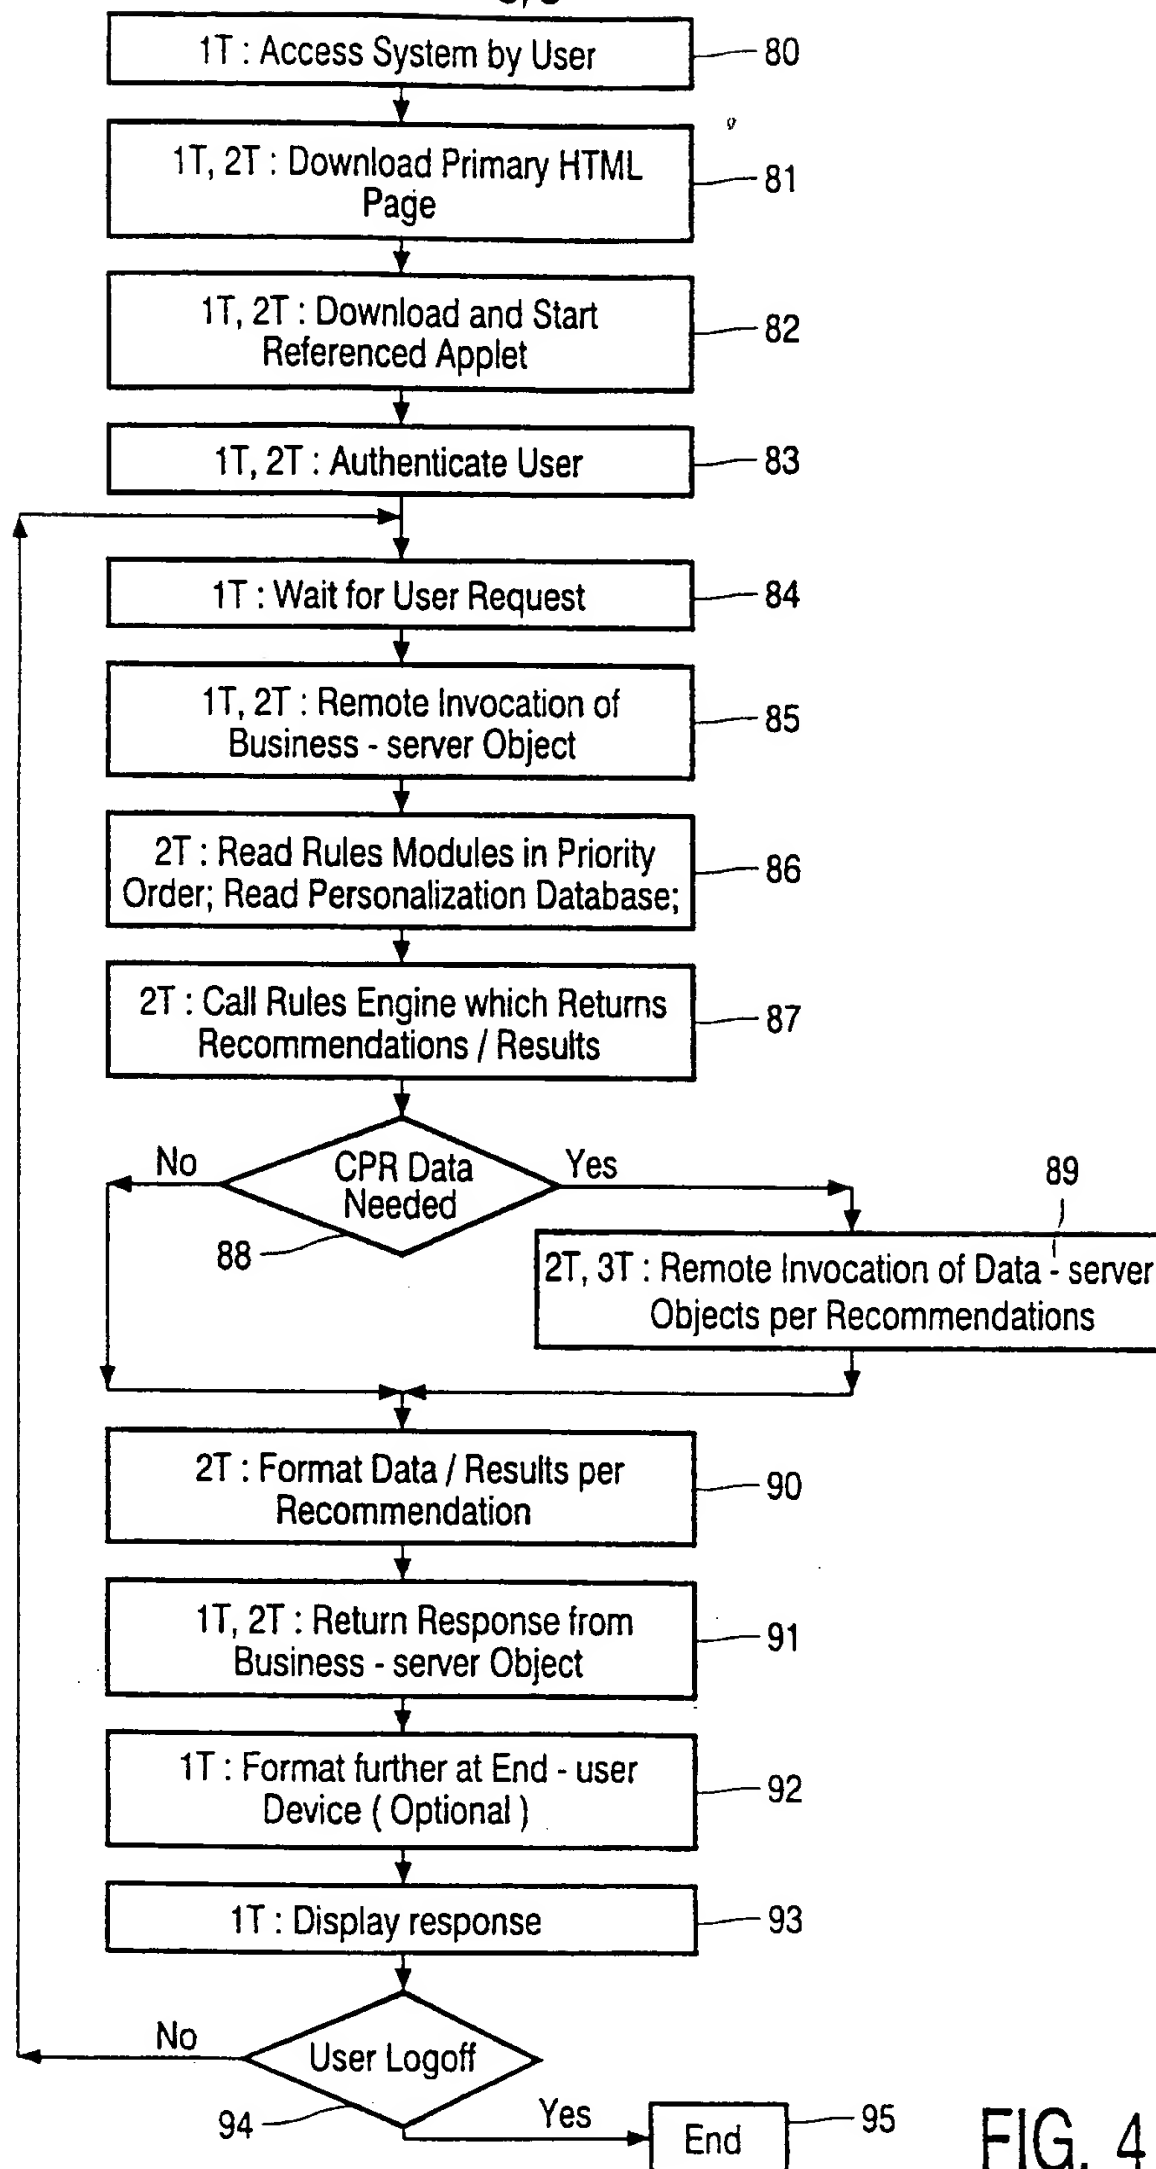 1T : Access System by User
80
1T, 2T : Download Primary HTML
Page
81
1T, 2T : Download and Start
Referenced Applet
82
1T, 2T : Authenticate User
83
1T : Wait for User Request
84
1T, 2T : Remote Invocation of
Business - server Object
85
2T : Read Rules Modules in Priority
Order; Read Personalization Database;
86
2T : Call Rules Engine which Returns
Recommendations / Results
87
No
CPR Data
Needed
Yes
88
89
2T, 3T : Remote Invocation of Data - server
Objects per Recommendations
2T : Format Data / Results per
Recommendation
90
1T, 2T : Return Response from
Business - server Object
91
1T : Format further at End - user
Device ( Optional )
92
1T : Display response
93
No
User Logoff
94
Yes
End
95
FIG. 4